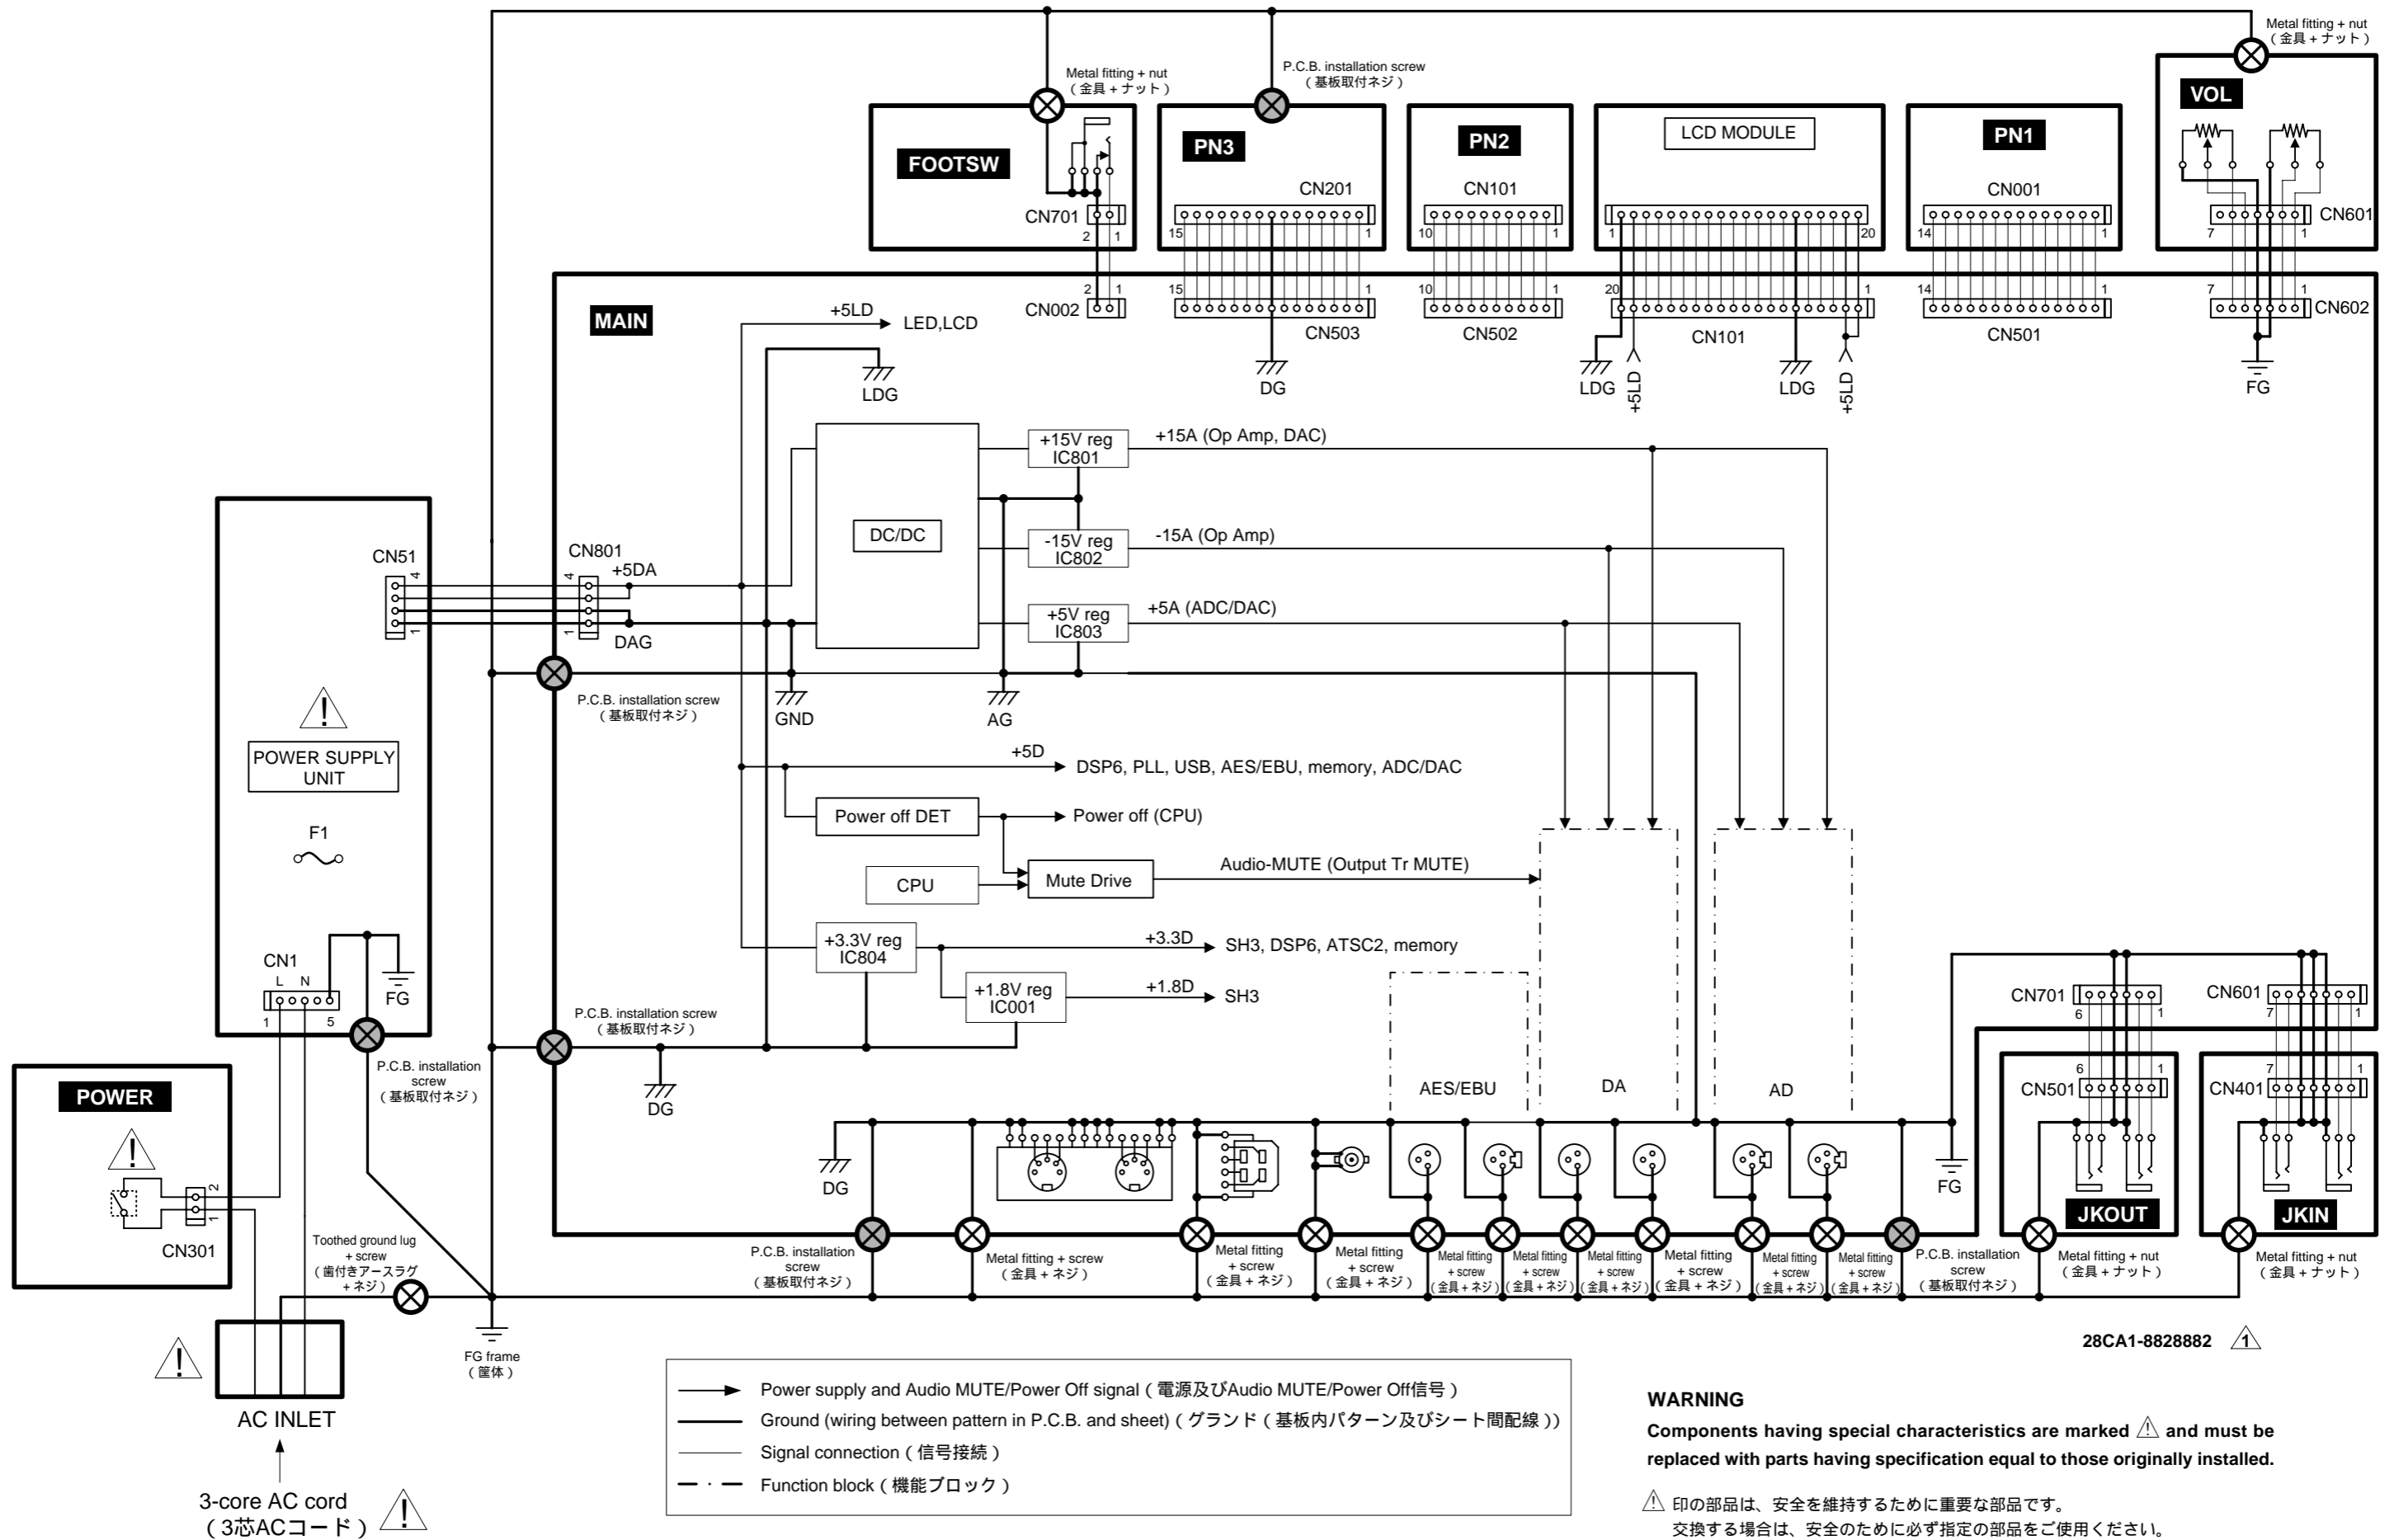 Metal fitting + nut
（金具 + ナット）
Metal fitting + nut
（金具 + ナット）
P.C.B. installation screw
（基板取付ネジ）
FOOTSW
CN701
2
1
PN3
CN201
15
1
PN2
CN101
10
1
LCD MODULE
1
20
PN1
CN001
14
1
VOL
CN601
7
1
MAIN
+5LD
LED,LCD
LDG
2
1
CN002
15
1
CN503
DG
10
1
CN502
20
1
CN101
LDG
+5LD
LDG
+5LD
14
1
CN501
7
1
CN602
FG
DC/DC
+15V reg
IC801
+15A (Op Amp, DAC)
-15V reg
IC802
-15A (Op Amp)
+5V reg
IC803
+5A (ADC/DAC)
CN51
4
1
CN801
4
1
+5DA
DAG
P.C.B. installation screw
（基板取付ネジ）
GND
AG
!
POWER SUPPLY
UNIT
F1
CN1
L
N
1
5
FG
P.C.B. installation
screw
（基板取付ネジ）
+5D
DSP6, PLL, USB, AES/EBU, memory, ADC/DAC
Power off DET
Power off (CPU)
CPU
Mute Drive
Audio-MUTE (Output Tr MUTE)
+3.3V reg
IC804
+3.3D
SH3, DSP6, ATSC2, memory
+1.8V reg
IC001
+1.8D
SH3
P.C.B. installation screw
（基板取付ネジ）
DG
AES/EBU
DA
AD
CN701
6
1
CN601
7
1
6
1
CN501
7
1
CN401
JKOUT
JKIN
POWER
!
2
1
CN301
DG
FG
Toothed ground lug
+ screw
（歯付きアースラグ
+ ネジ）
P.C.B. installation
screw
（基板取付ネジ）
Metal fitting + screw
（金具 + ネジ）
Metal fitting
+ screw
（金具 + ネジ）
Metal fitting
+ screw
（金具 + ネジ）
Metal fitting
+ screw
（金具 + ネジ）
Metal fitting
+ screw
（金具 + ネジ）
Metal fitting
+ screw
（金具 + ネジ）
Metal fitting
+ screw
（金具 + ネジ）
Metal fitting
+ screw
（金具 + ネジ）
Metal fitting
+ screw
（金具 + ネジ）
P.C.B. installation
screw
（基板取付ネジ）
Metal fitting + nut
（金具 + ナット）
Metal fitting + nut
（金具 + ナット）
!
AC INLET
FG frame
（筐体）
3-core AC cord
（3芯ACコード）
!
28CA1-8828882 1
Power supply and Audio MUTE/Power Off signal（電源及びAudio MUTE/Power Off信号）
Ground (wiring between pattern in P.C.B. and sheet)（グランド（基板内パターン及びシート間配線））
Signal connection（信号接続）
Function block（機能ブロック）
WARNING
Components having special characteristics are marked ⚠ and must be
replaced with parts having specification equal to those originally installed.
⚠ 印の部品は、安全を維持するために重要な部品です。
交換する場合は、安全のために必ず指定の部品をご使用ください。